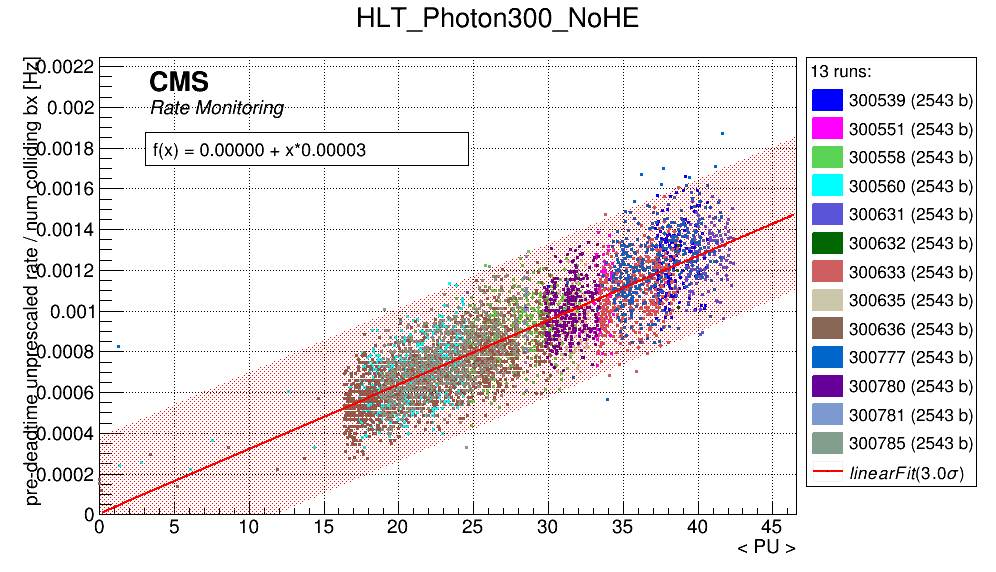 HLT_Photon300_NoHE
pre-deadtime unprescaled rate / num colliding bx [Hz]
0.0022
0.002
0.0018
0.0016
0.0014
0.0012
0.001
0.0008
0.0006
0.0004
0.0002
0
CMS
Rate Monitoring
f(x) = 0.00000 + x*0.00003
0 5 10 15 20 25 30 35 40 45
< PU >
13 runs:
300539 (2543 b)
300551 (2543 b)
300558 (2543 b)
300560 (2543 b)
300631 (2543 b)
300632 (2543 b)
300633 (2543 b)
300635 (2543 b)
300636 (2543 b)
300777 (2543 b)
300780 (2543 b)
300781 (2543 b)
300785 (2543 b)
linearFit(3.0σ)